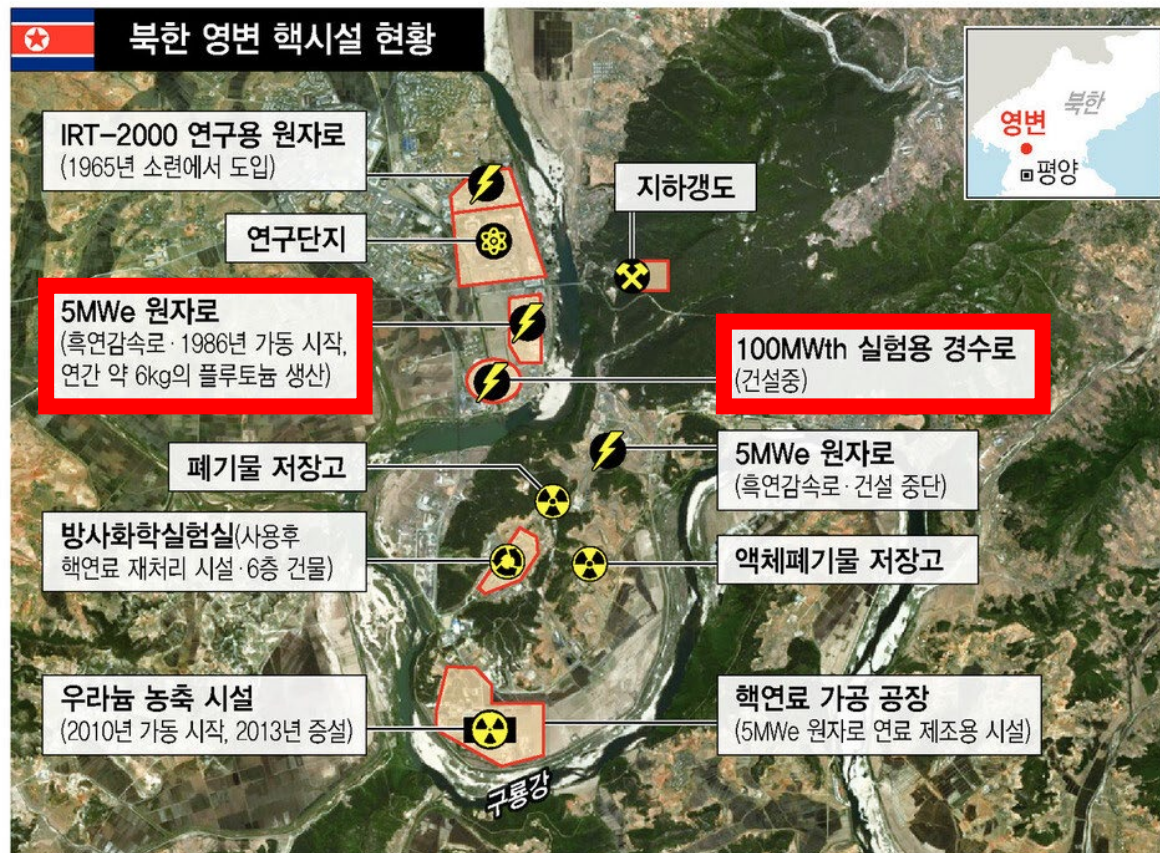 북한 영변 핵시설 현황
북한
영변
평양
IRT-2000 연구용 원자로
(1965년 소련에서 도입)
지하갱도
연구단지
5MWe 원자로
(흑연감속로·1986년 가동 시작,
연간 약 6kg의 플루토늄 생산)
100MWth 실험용 경수로
(건설중)
폐기물 저장고
5MWe 원자로
(흑연감속로·건설 중단)
방사화학실험실(사용후
핵연료 재처리 시설·6층 건물)
액체폐기물 저장고
우라늄 농축 시설
(2010년 가동 시작, 2013년 증설)
핵연료 가공 공장
(5MWe 원자로 연료 제조용 시설)
구룡강